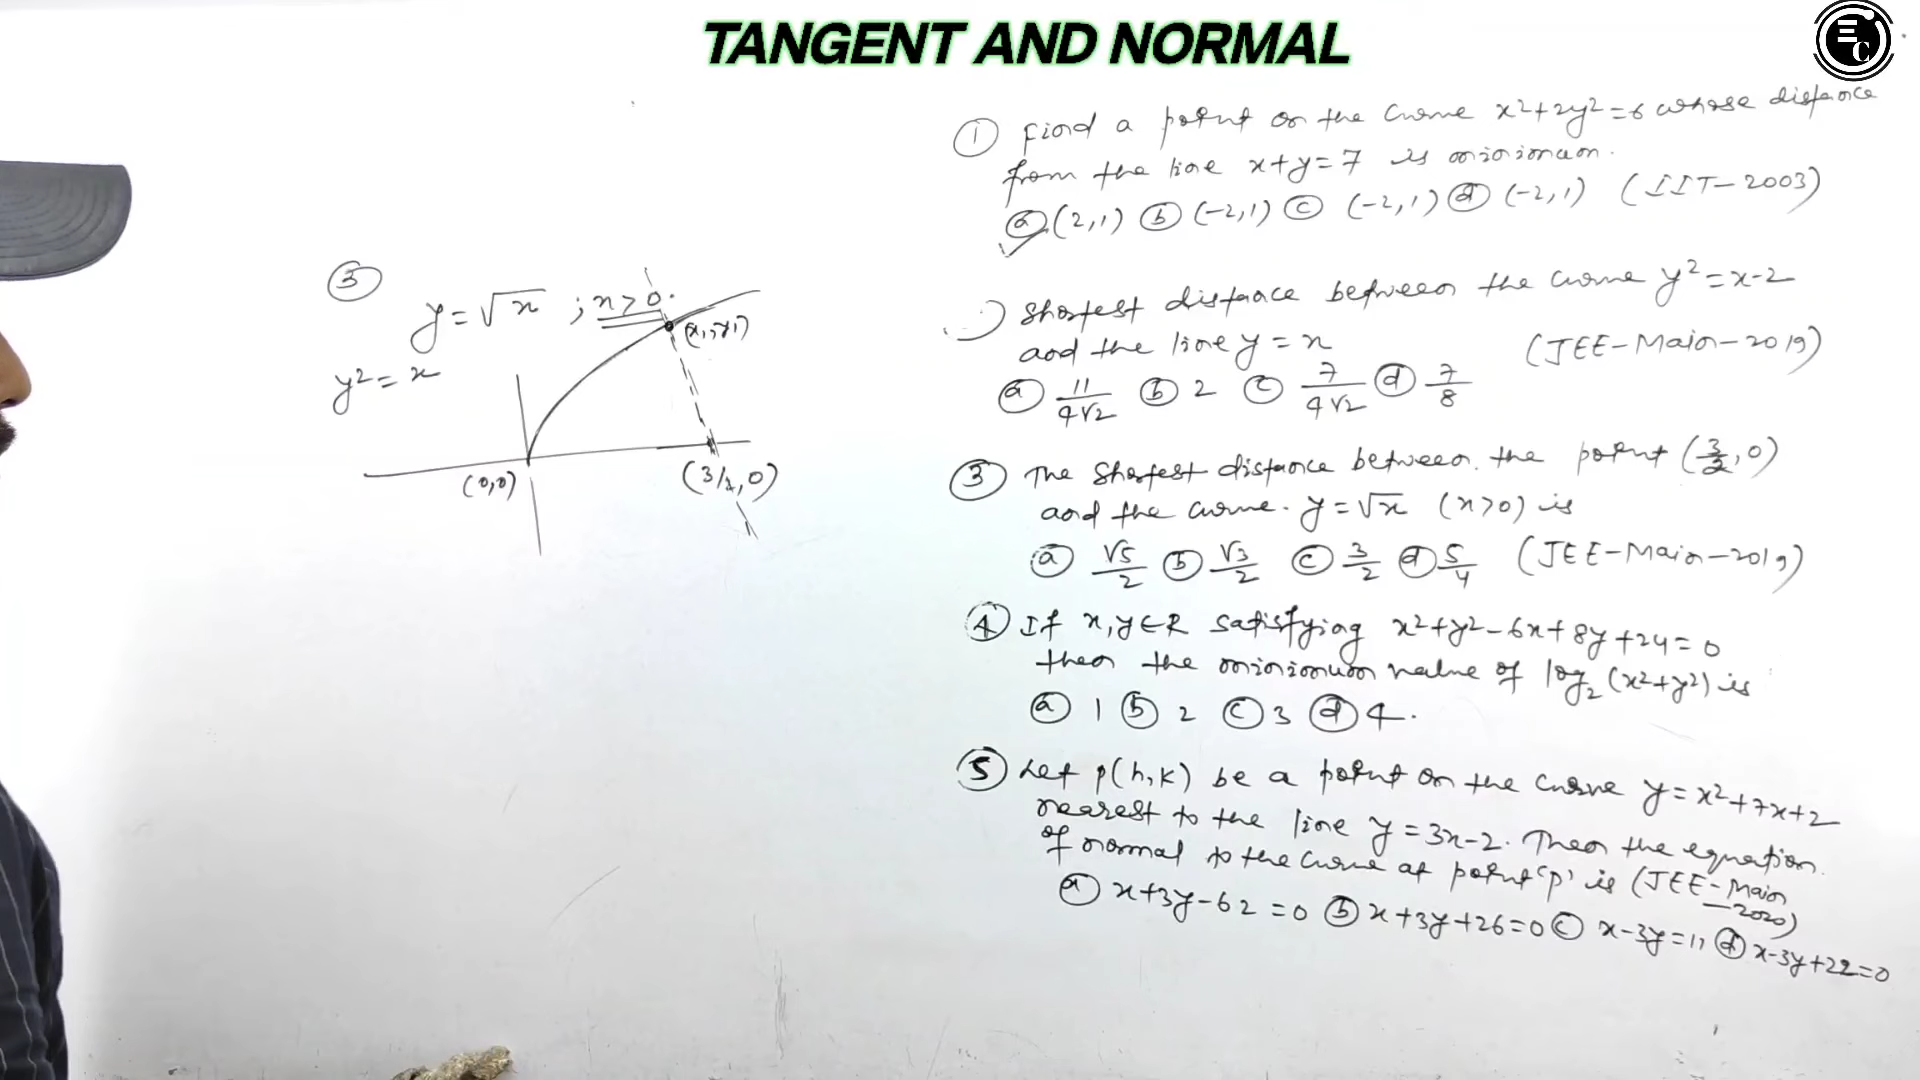 TANGENT AND NORMAL
EC
① Find a point on the curve x²+2y²=6 whose distance
from the line x+y=7 is minimum.
ⓐ (2,1) ⓑ (-2,1) ⓒ (-2,1) ⓓ (-2,1) (IIT-2003)
Shortest distance between the curve y²=x-2
and the line y=x (JEE-Main-2019)
ⓐ 11/4√2 ⓑ 2 ⓒ 7/4√2 ⓓ 7/8
③ The Shortest distance between the point (3/2,0)
and the curve y=√x (x>0) is
ⓐ √5/2 ⓑ √3/2 ⓒ 3/2 ⓓ 5/4 (JEE-Main-2019)
④ If x,y∈R satisfying x²+y²-6x+8y+24=0
then the minimum value of log₂(x²+y²) is
ⓐ 1 ⓑ 2 ⓒ 3 ⓓ 4.
⑤ Let p(h,k) be a point on the curve y=x²+7x+2
nearest to the line y=3x-2. Then the equation
of normal to the curve at point 'p' is (JEE-Main
-2020)
ⓐ x+3y-62=0 ⓑ x+3y+26=0 ⓒ x-3y=11 ⓓ x-3y+22=0
③
y=√x ; x>0.
(x₁,y₁)
y²=x
(0,0) (3/2,0)